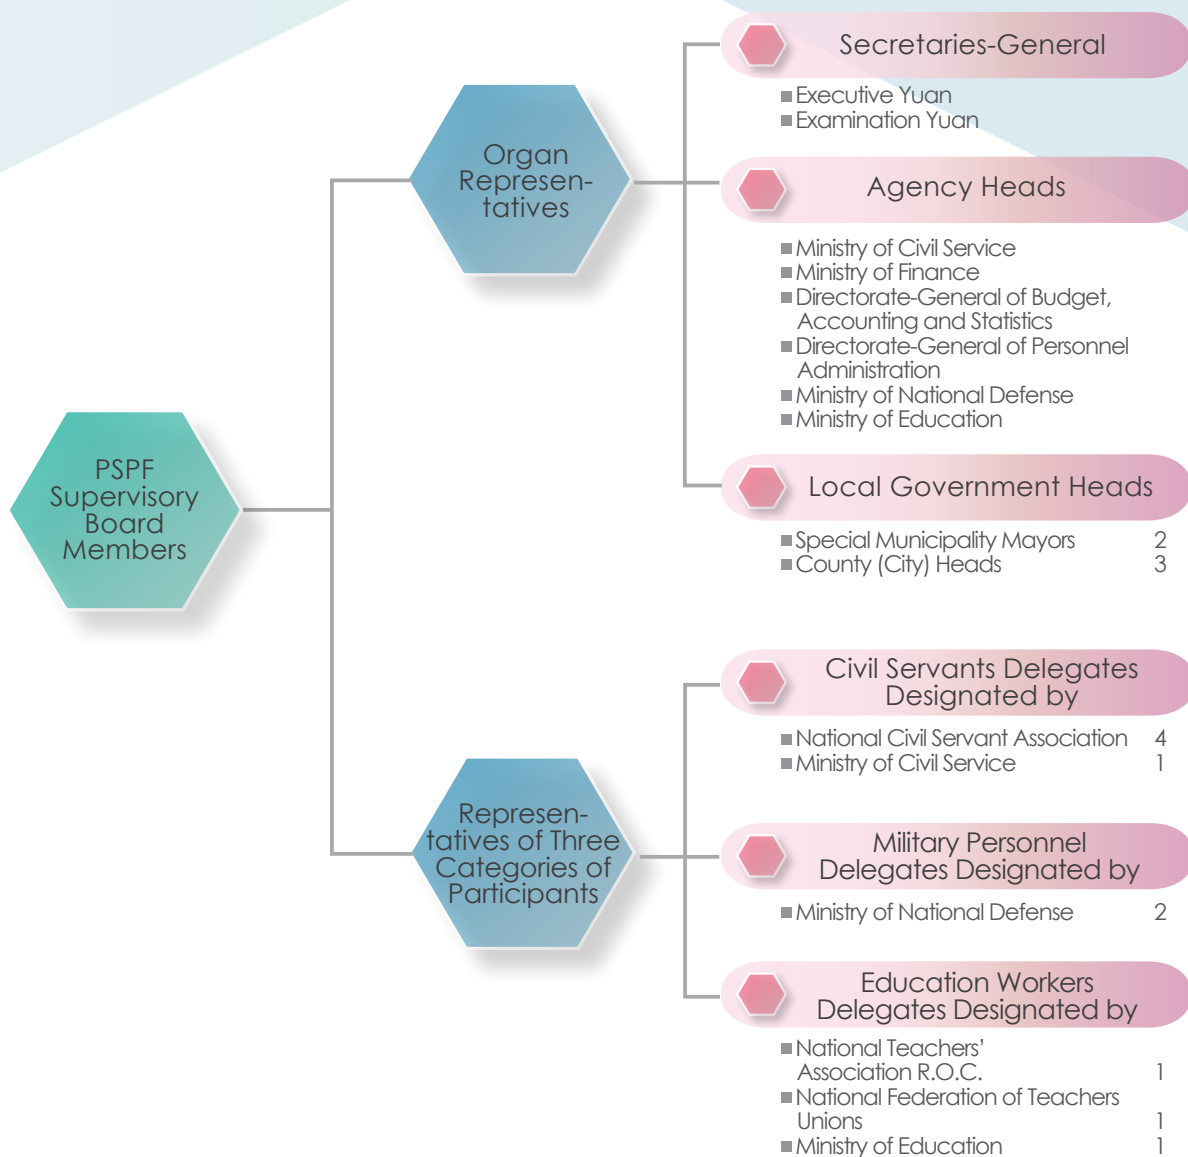 PSPF
Supervisory
Board
Members
Organ
Represen-
tatives
Secretaries-General
■Executive Yuan
■Examination Yuan
Agency Heads
■Ministry of Civil Service
■Ministry of Finance
■Directorate-General of Budget,
Accounting and Statistics
■Directorate-General of Personnel
Administration
■Ministry of National Defense
■Ministry of Education
Local Government Heads
■Special Municipality Mayors 2
■County (City) Heads 3
Represen-
tatives of Three
Categories of
Participants
Civil Servants Delegates
Designated by
■National Civil Servant Association 4
■Ministry of Civil Service 1
Military Personnel
Delegates Designated by
■Ministry of National Defense 2
Education Workers
Delegates Designated by
■National Teachers’
Association R.O.C. 1
■National Federation of Teachers
Unions 1
■Ministry of Education 1